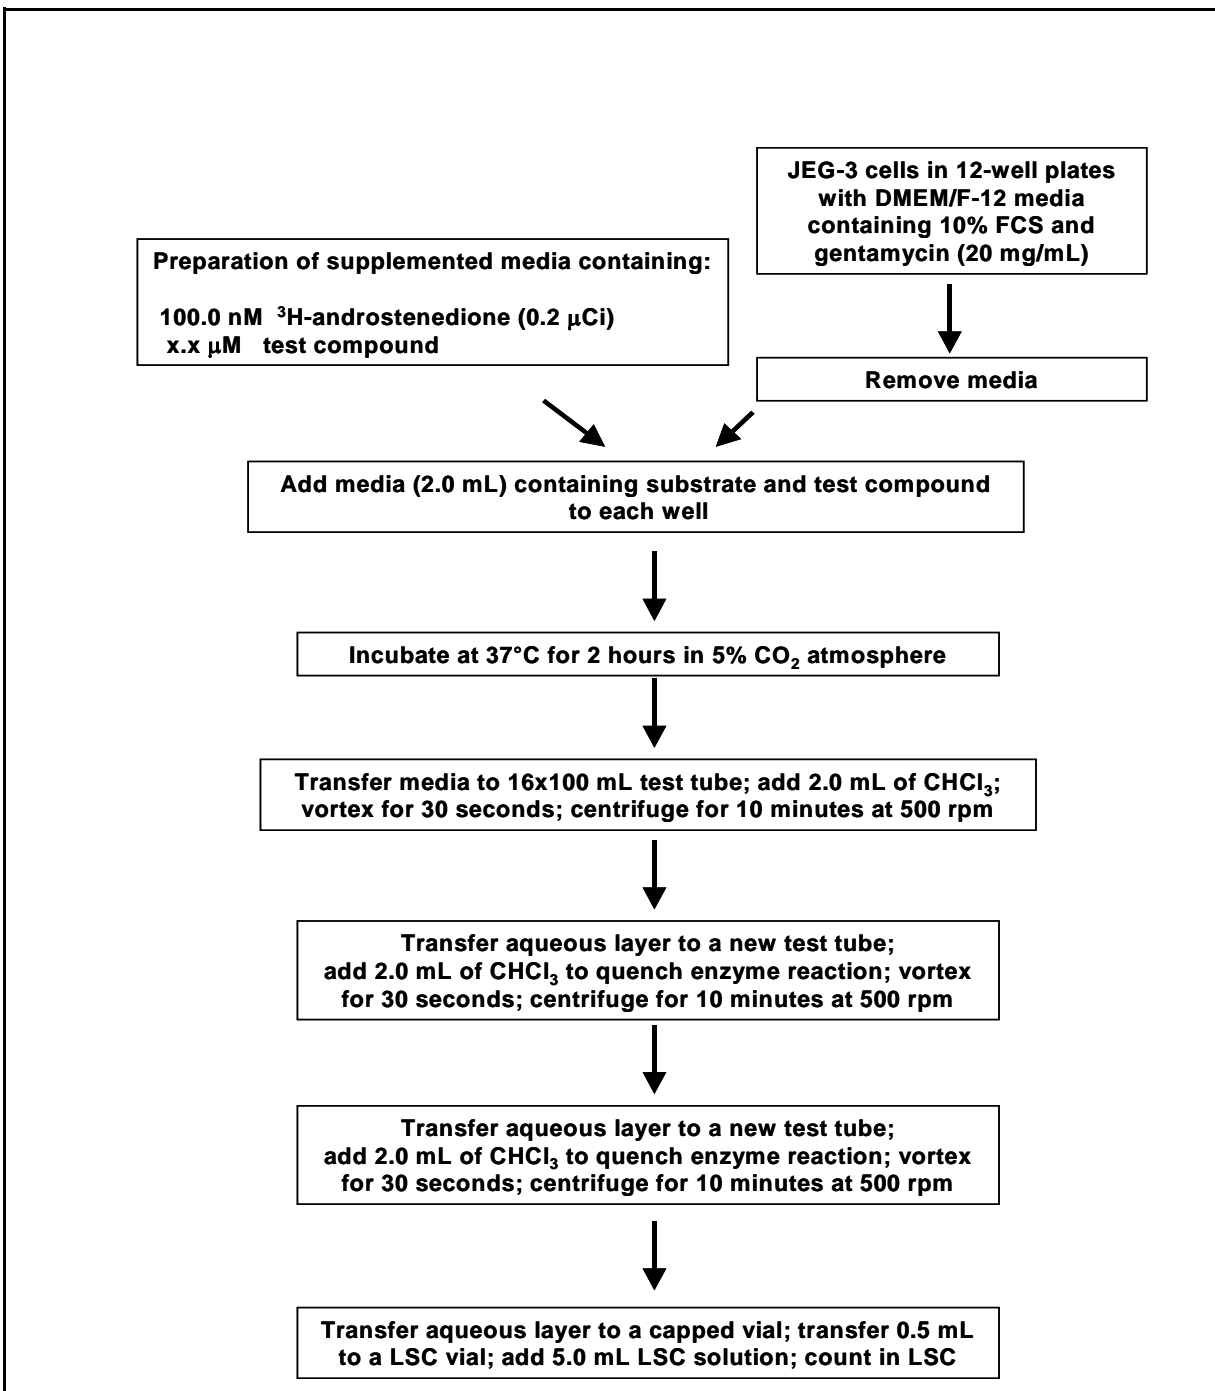 JEG-3 cells in 12-well plates
with DMEM/F-12 media
containing 10% FCS and
gentamycin (20 mg/mL)
Preparation of supplemented media containing:
100.0 nM ³H-androstenedione (0.2 μCi)
x.x μM test compound
Remove media
Add media (2.0 mL) containing substrate and test compound
to each well
Incubate at 37°C for 2 hours in 5% CO₂ atmosphere
Transfer media to 16x100 mL test tube; add 2.0 mL of CHCl₃;
vortex for 30 seconds; centrifuge for 10 minutes at 500 rpm
Transfer aqueous layer to a new test tube;
add 2.0 mL of CHCl₃ to quench enzyme reaction; vortex
for 30 seconds; centrifuge for 10 minutes at 500 rpm
Transfer aqueous layer to a new test tube;
add 2.0 mL of CHCl₃ to quench enzyme reaction; vortex
for 30 seconds; centrifuge for 10 minutes at 500 rpm
Transfer aqueous layer to a capped vial; transfer 0.5 mL
to a LSC vial; add 5.0 mL LSC solution; count in LSC